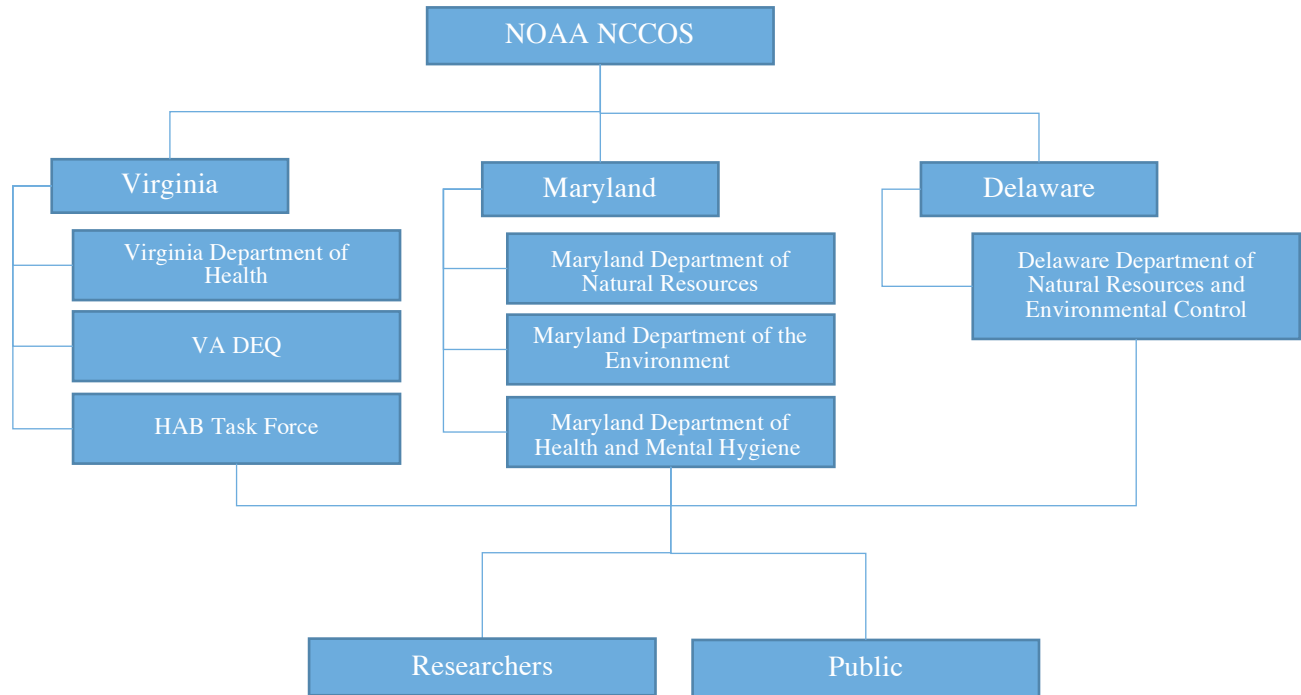 NOAA NCCOS
Virginia
Maryland
Delaware
Virginia Department of
Health
VA DEQ
HAB Task Force
Maryland Department of
Natural Resources
Maryland Department of the
Environment
Maryland Department of
Health and Mental Hygiene
Delaware Department of
Natural Resources and
Environmental Control
Researchers
Public